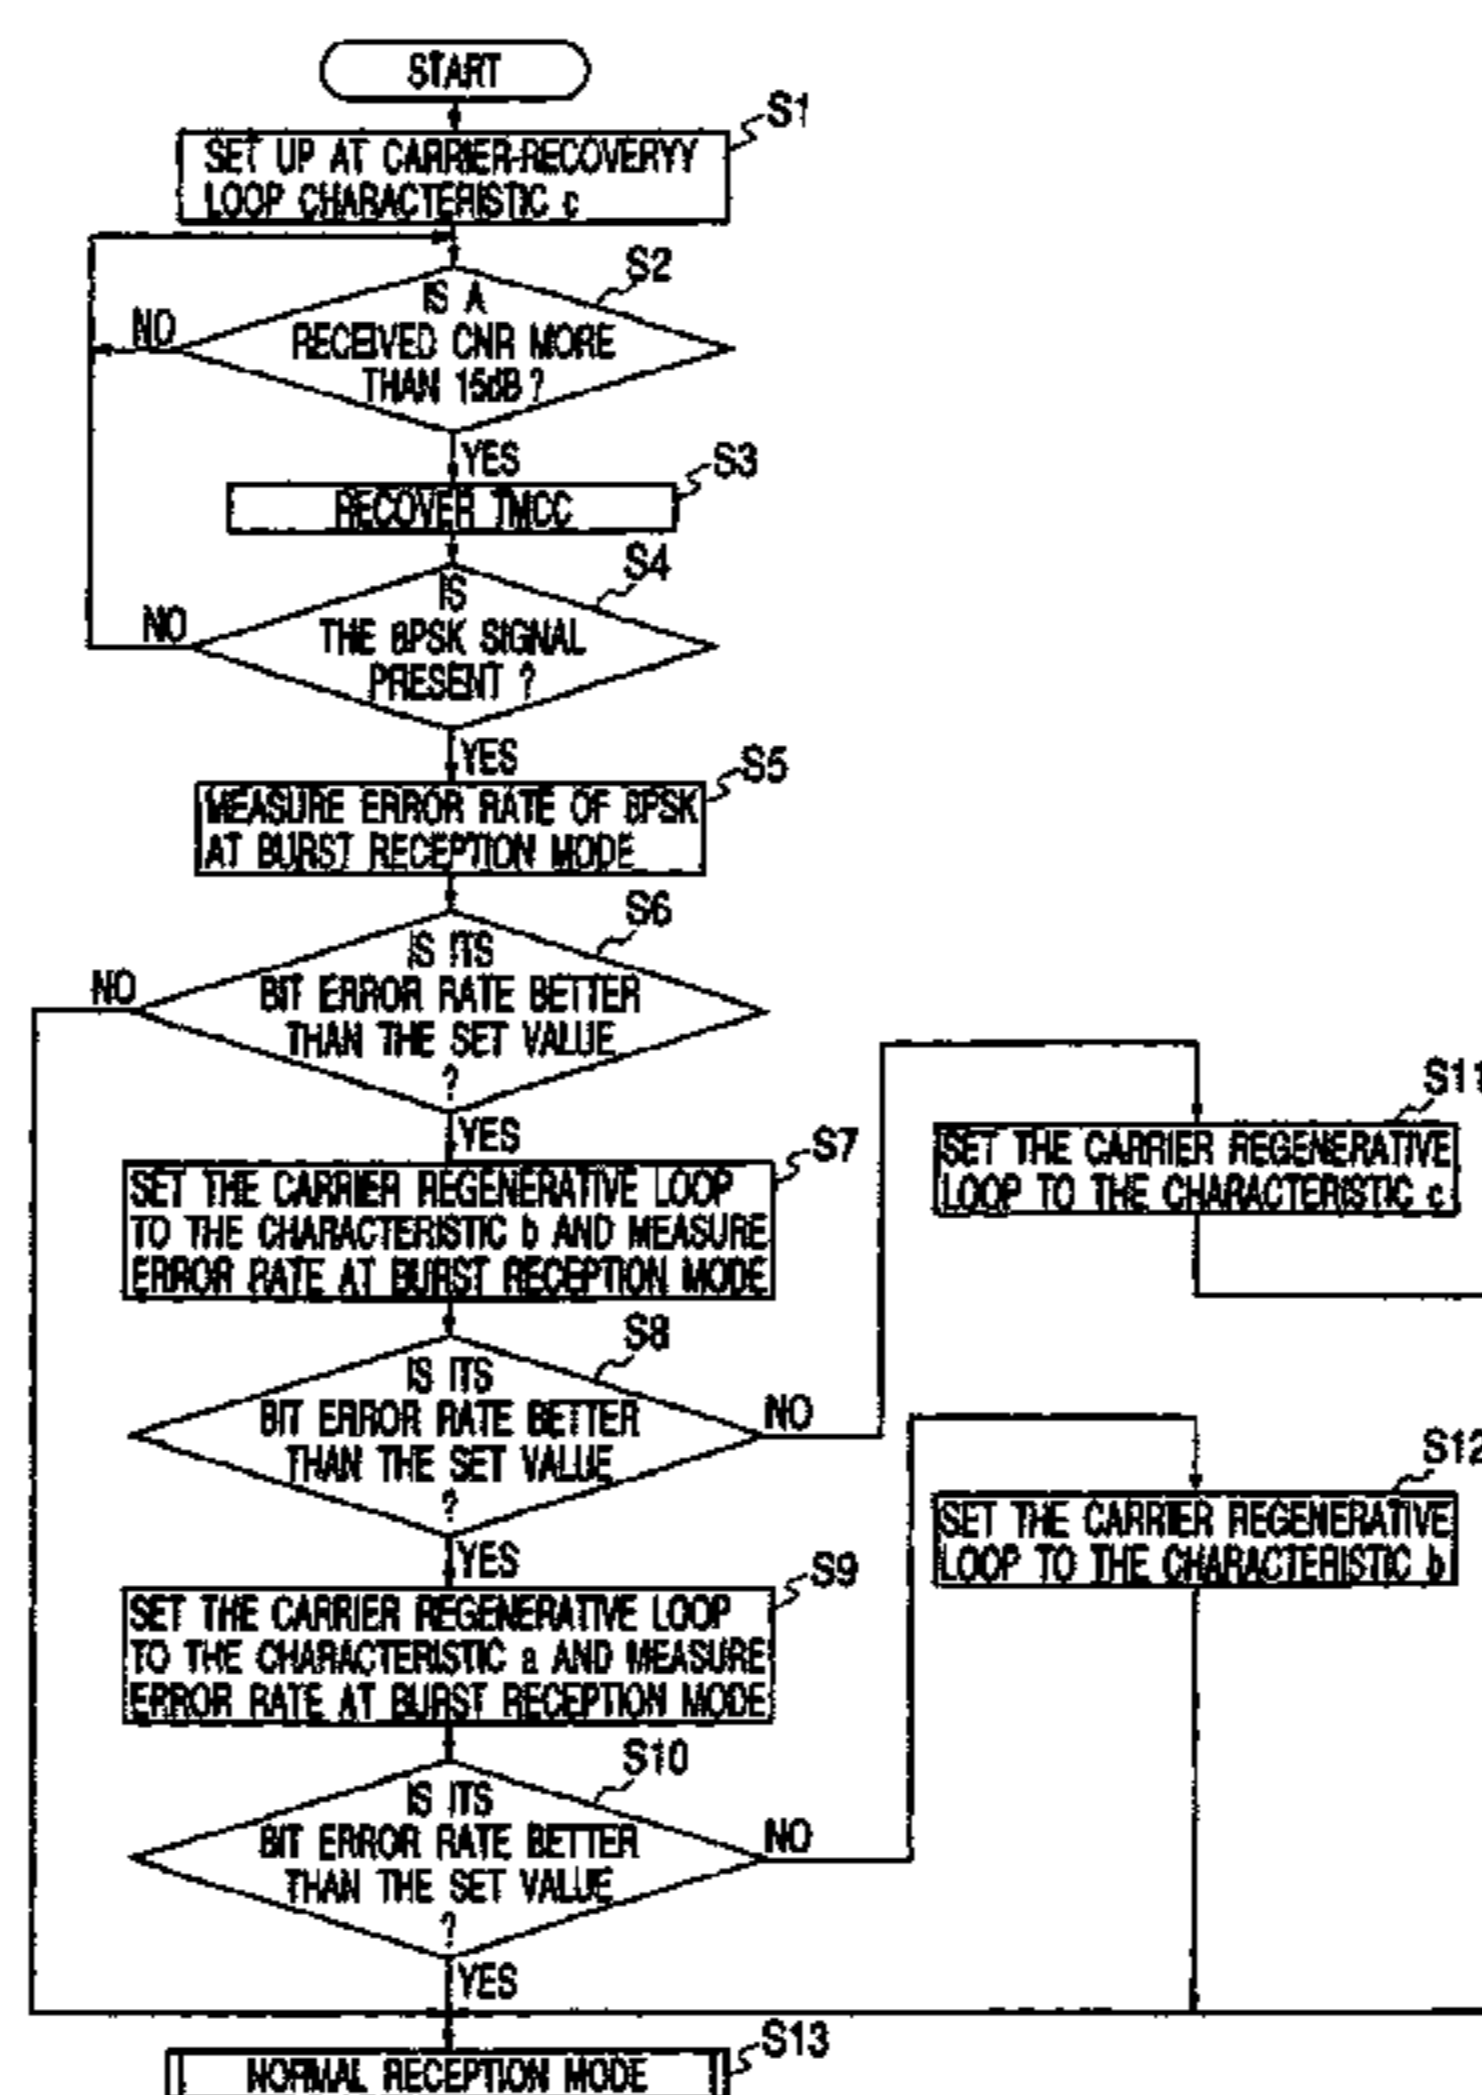 START
S1
SET UP AT CARRIER-RECOVERYY
LOOP CHARACTERISTIC c
S2
IS A
RECEIVED CNR MORE
THAN 15dB ?
NO
YES
S3
RECOVER TMCC
S4
IS
THE 8PSK SIGNAL
PRESENT ?
NO
YES
S5
MEASURE ERROR RATE OF 8PSK
AT BURST RECEPTION MODE
S6
IS ITS
BIT ERROR RATE BETTER
THAN THE SET VALUE
?
NO
YES
S7
SET THE CARRIER REGENERATIVE LOOP
TO THE CHARACTERISTIC b AND MEASURE
ERROR RATE AT BURST RECEPTION MODE
S11
SET THE CARRIER REGENERATIVE
LOOP TO THE CHARACTERISTIC c
S8
IS ITS
BIT ERROR RATE BETTER
THAN THE SET VALUE
?
NO
YES
S12
SET THE CARRIER REGENERATIVE
LOOP TO THE CHARACTERISTIC b
S9
SET THE CARRIER REGENERATIVE LOOP
TO THE CHARACTERISTIC a AND MEASURE
ERROR RATE AT BURST RECEPTION MODE
S10
IS ITS
BIT ERROR RATE BETTER
THAN THE SET VALUE
?
NO
YES
S13
NORMAL RECEPTION MODE